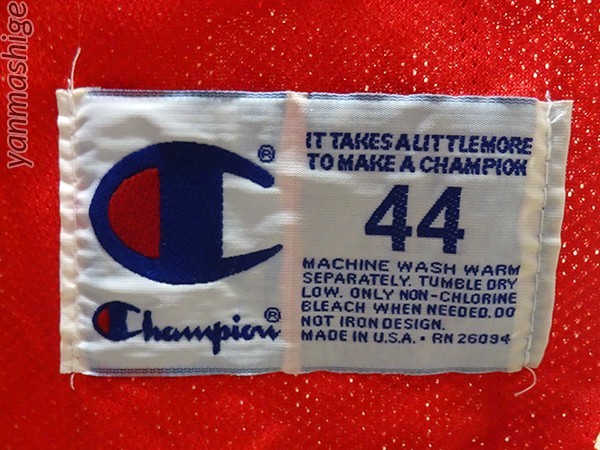 yanmashige
®
Champion®
IT TAKES A LITTLE MORE
TO MAKE A CHAMPION
44
MACHINE WASH WARM
SEPARATELY. TUMBLE DRY
LOW. ONLY NON-CHLORINE
BLEACH WHEN NEEDED. DO
NOT IRON DESIGN.
MADE IN U.S.A. • RN 26094